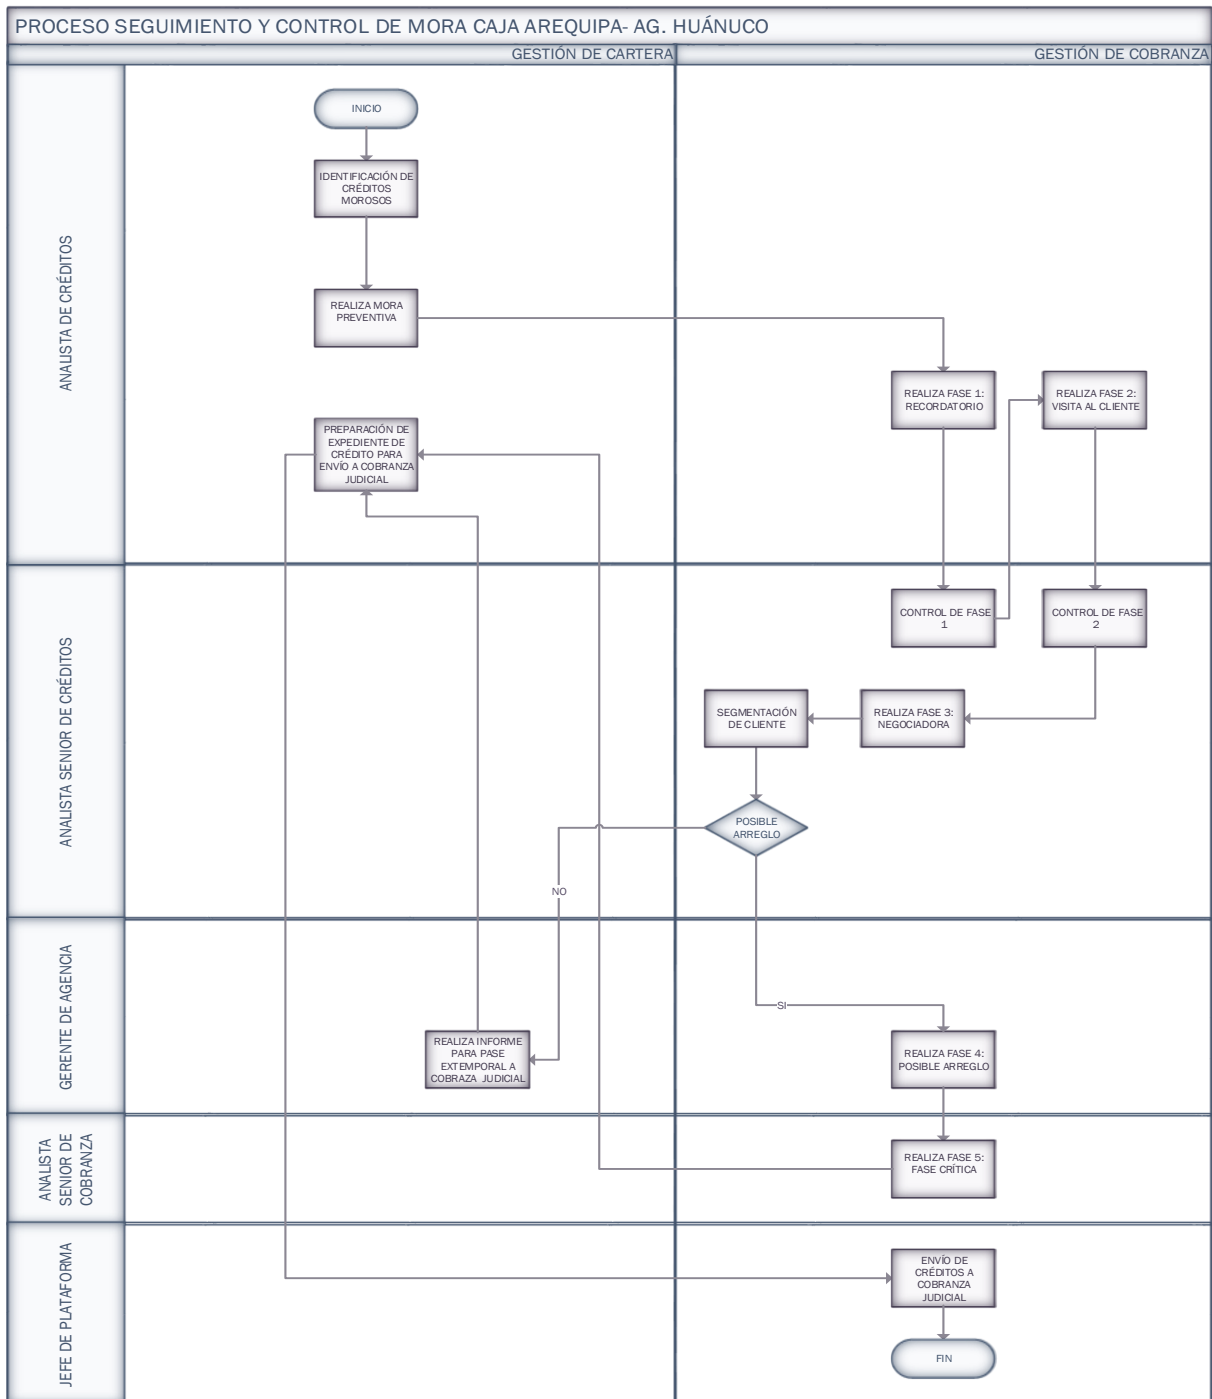 PROCESO SEGUIMIENTO Y CONTROL DE MORA CAJA AREQUIPA- AG. HUÁNUCO
GESTIÓN DE CARTERA
GESTIÓN DE COBRANZA
ANALISTA DE CRÉDITOS
INICIO
IDENTIFICACIÓN DE
CRÉDITOS
MOROSOS
REALIZA MORA
PREVENTIVA
REALIZA FASE 1:
RECORDATORIO
REALIZA FASE 2:
VISITA AL CLIENTE
PREPARACIÓN DE
EXPEDIENTE DE
CRÉDITO PARA
ENVÍO A COBRANZA
JUDICIAL
ANALISTA SENIOR DE CRÉDITOS
CONTROL DE FASE
1
CONTROL DE FASE
2
SEGMENTACIÓN
DE CLIENTE
REALIZA FASE 3:
NEGOCIADORA
POSIBLE
ARREGLO
NO
GERENTE DE AGENCIA
SI
REALIZA INFORME
PARA PASE
EXTEMPORAL A
COBRAZA JUDICIAL
REALIZA FASE 4:
POSIBLE ARREGLO
ANALISTA
SENIOR DE
COBRANZA
REALIZA FASE 5:
FASE CRÍTICA
JEFE DE PLATAFORMA
ENVÍO DE
CRÉDITOS A
COBRANZA
JUDICIAL
FIN